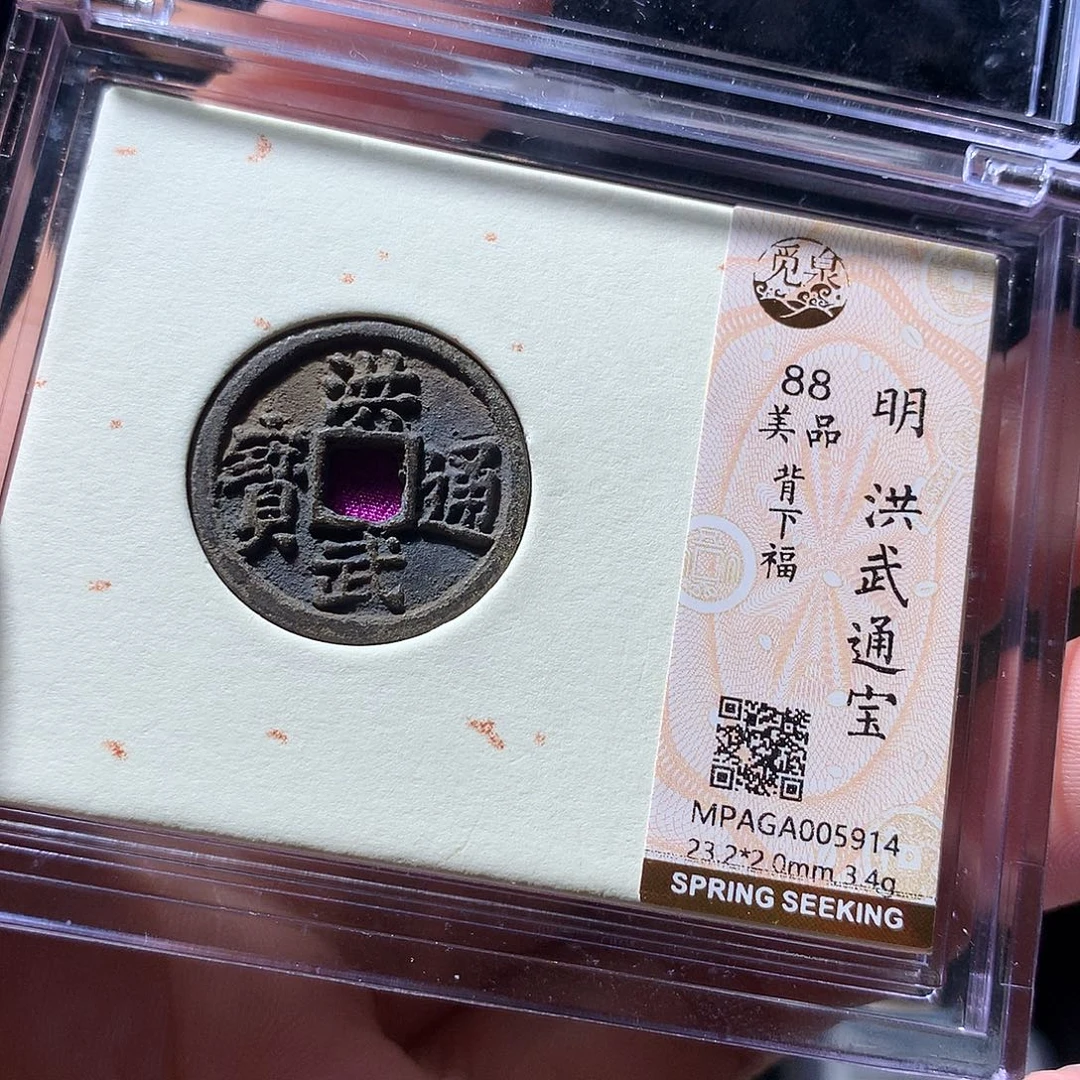 洪武通寶
觅泉
明 洪武通宝
88
美品
背下福
MPAGA005914
23.2*2.0mm 3.4g
SPRING SEEKING